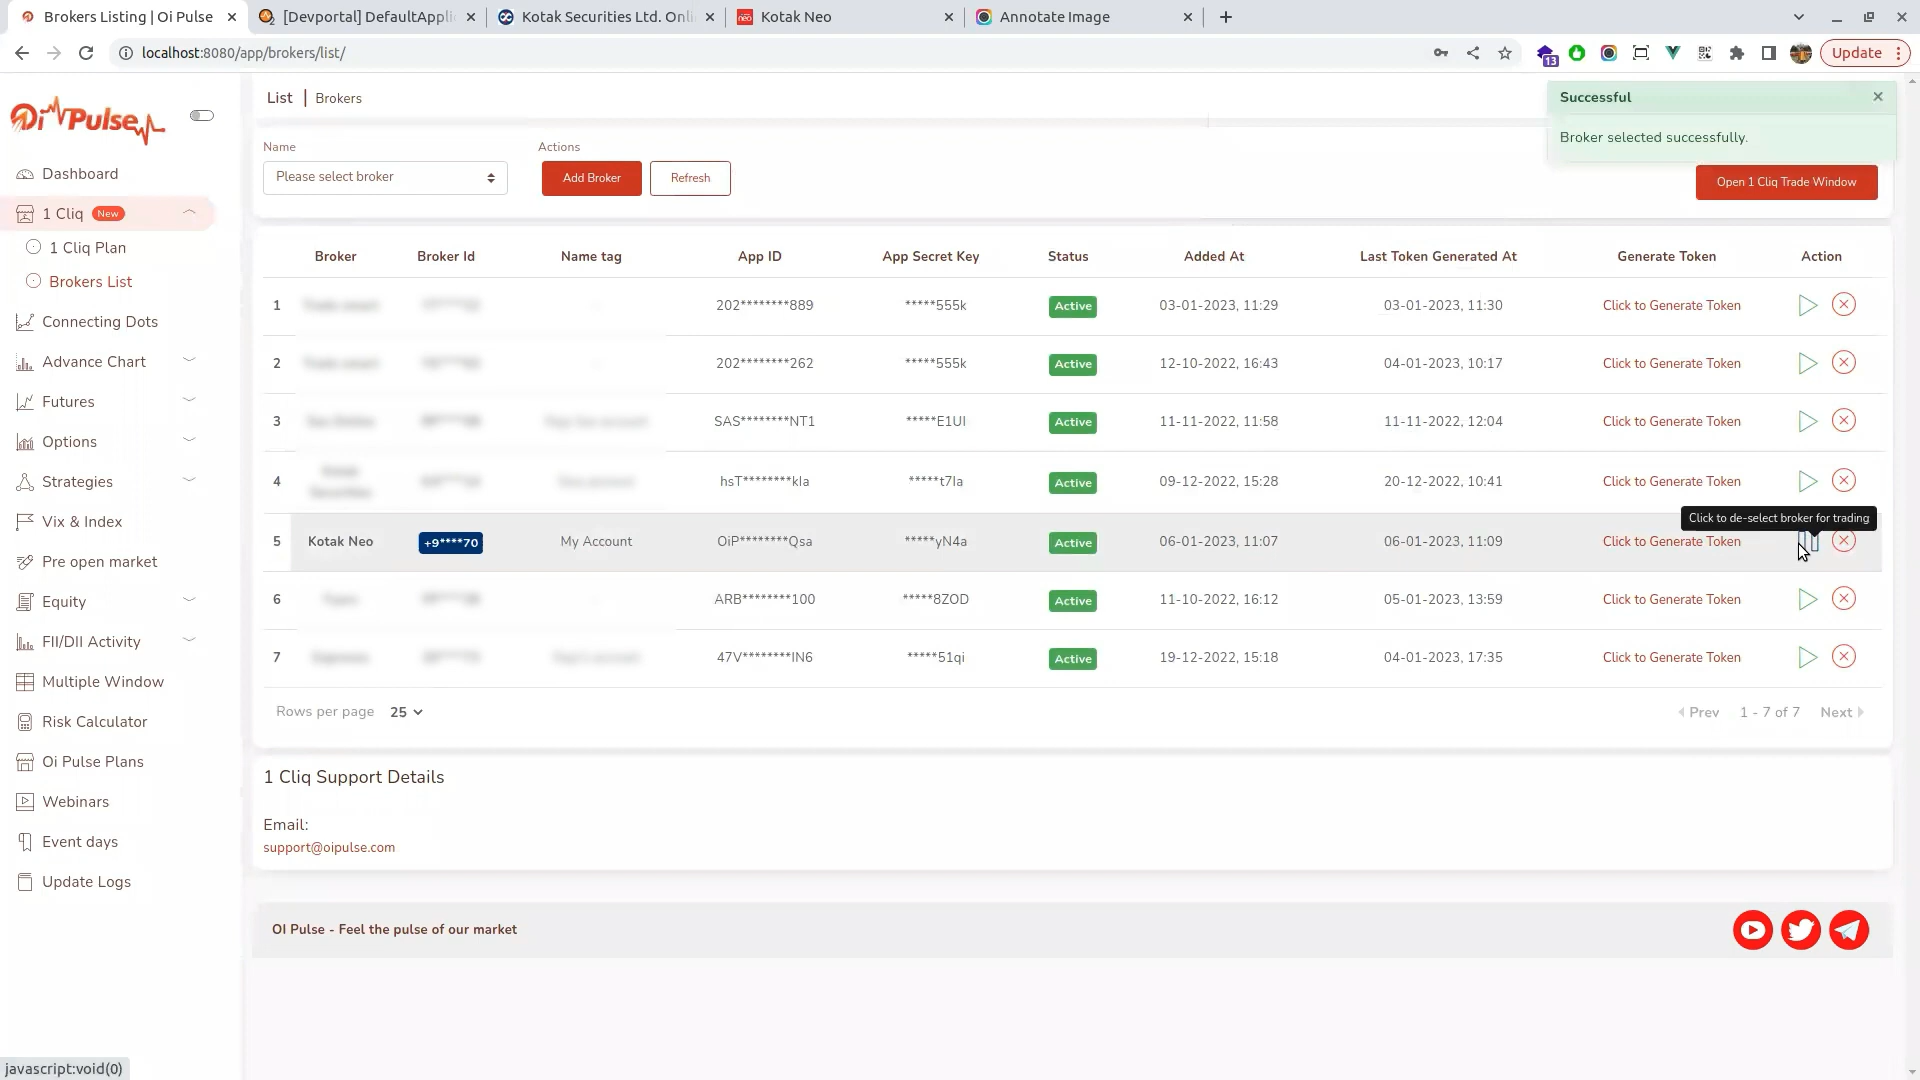 Brokers Listing | Oi Pulse
[Devportal] DefaultAppli
Kotak Securities Ltd. Onli
Kotak Neo
Annotate Image
localhost:8080/app/brokers/list/
13
Update
Oi Pulse
List | Brokers
Successful
Broker selected successfully.
Name
Actions
Please select broker
Add Broker
Refresh
Open 1 Cliq Trade Window
Dashboard
1 Cliq New
1 Cliq Plan
Brokers List
Connecting Dots
Advance Chart
Futures
Options
Strategies
Vix & Index
Pre open market
Equity
FII/DII Activity
Multiple Window
Risk Calculator
Oi Pulse Plans
Webinars
Event days
Update Logs
Broker Broker Id Name tag App ID App Secret Key Status Added At Last Token Generated At Generate Token Action
1 202********889 *****555k Active 03-01-2023, 11:29 03-01-2023, 11:30 Click to Generate Token
2 202********262 *****555k Active 12-10-2022, 16:43 04-01-2023, 10:17 Click to Generate Token
3 SAS********NT1 *****E1UI Active 11-11-2022, 11:58 11-11-2022, 12:04 Click to Generate Token
4 hsT********kla *****t7la Active 09-12-2022, 15:28 20-12-2022, 10:41 Click to Generate Token
Click to de-select broker for trading
5 Kotak Neo +9****70 My Account OiP********Qsa *****yN4a Active 06-01-2023, 11:07 06-01-2023, 11:09 Click to Generate Token
6 ARB********100 *****8ZOD Active 11-10-2022, 16:12 05-01-2023, 13:59 Click to Generate Token
7 47V********IN6 *****51qi Active 19-12-2022, 15:18 04-01-2023, 17:35 Click to Generate Token
Rows per page 25
Prev 1 - 7 of 7 Next
1 Cliq Support Details
Email:
support@oipulse.com
OI Pulse - Feel the pulse of our market
javascript:void(0)